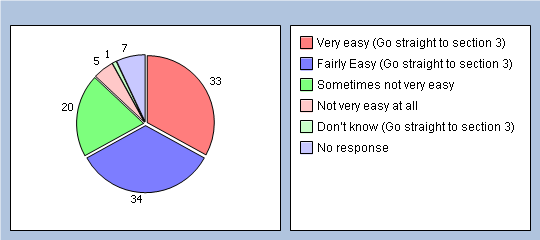 7
1
5
33
20
34
Very easy (Go straight to section 3)
Fairly Easy (Go straight to section 3)
Sometimes not very easy
Not very easy at all
Don't know (Go straight to section 3)
No response